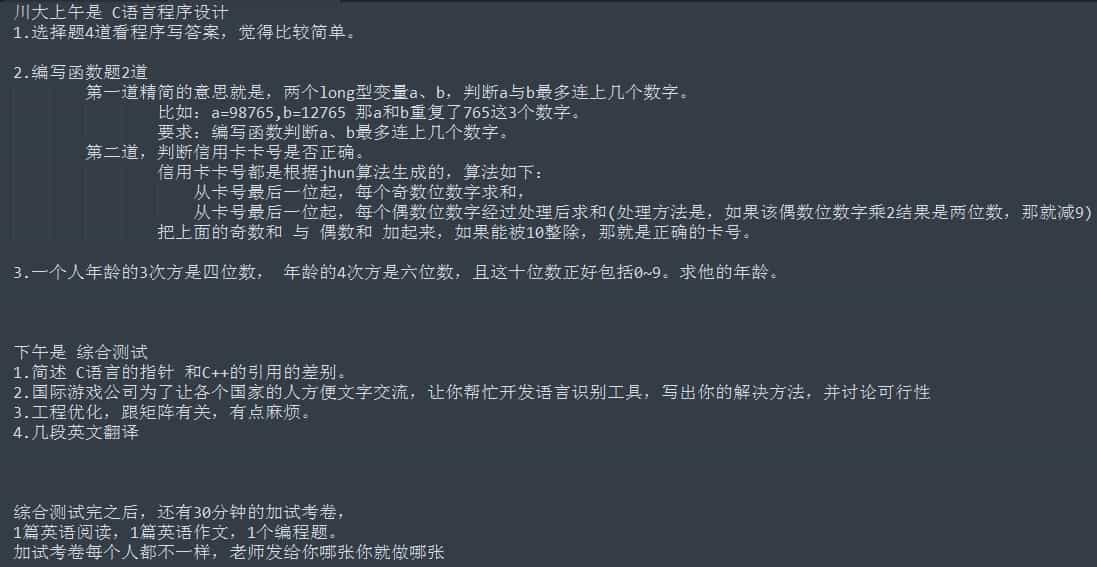 川大上午是 C语言程序设计
1.选择题4道看程序写答案，觉得比较简单。
2.编写函数题2道
第一道精简的意思就是，两个long型变量a、b，判断a与b最多连上几个数字。
比如：a=98765,b=12765 那a和b重复了765这3个数字。
要求：编写函数判断a、b最多连上几个数字。
第二道，判断信用卡卡号是否正确。
信用卡卡号都是根据jhun算法生成的，算法如下：
从卡号最后一位起，每个奇数位数字求和，
从卡号最后一位起，每个偶数位数字经过处理后求和(处理方法是，如果该偶数位数字乘2结果是两位数，那就减9)
把上面的奇数和 与 偶数和 加起来，如果能被10整除，那就是正确的卡号。
3.一个人年龄的3次方是四位数， 年龄的4次方是六位数，且这十位数正好包括0~9。求他的年龄。
下午是 综合测试
1.简述 C语言的指针 和C++的引用的差别。
2.国际游戏公司为了让各个国家的人方便文字交流，让你帮忙开发语言识别工具，写出你的解决方法，并讨论可行性
3.工程优化，跟矩阵有关，有点麻烦。
4.几段英文翻译
综合测试完之后，还有30分钟的加试考卷，
1篇英语阅读，1篇英语作文，1个编程题。
加试考卷每个人都不一样，老师发给你哪张你就做哪张